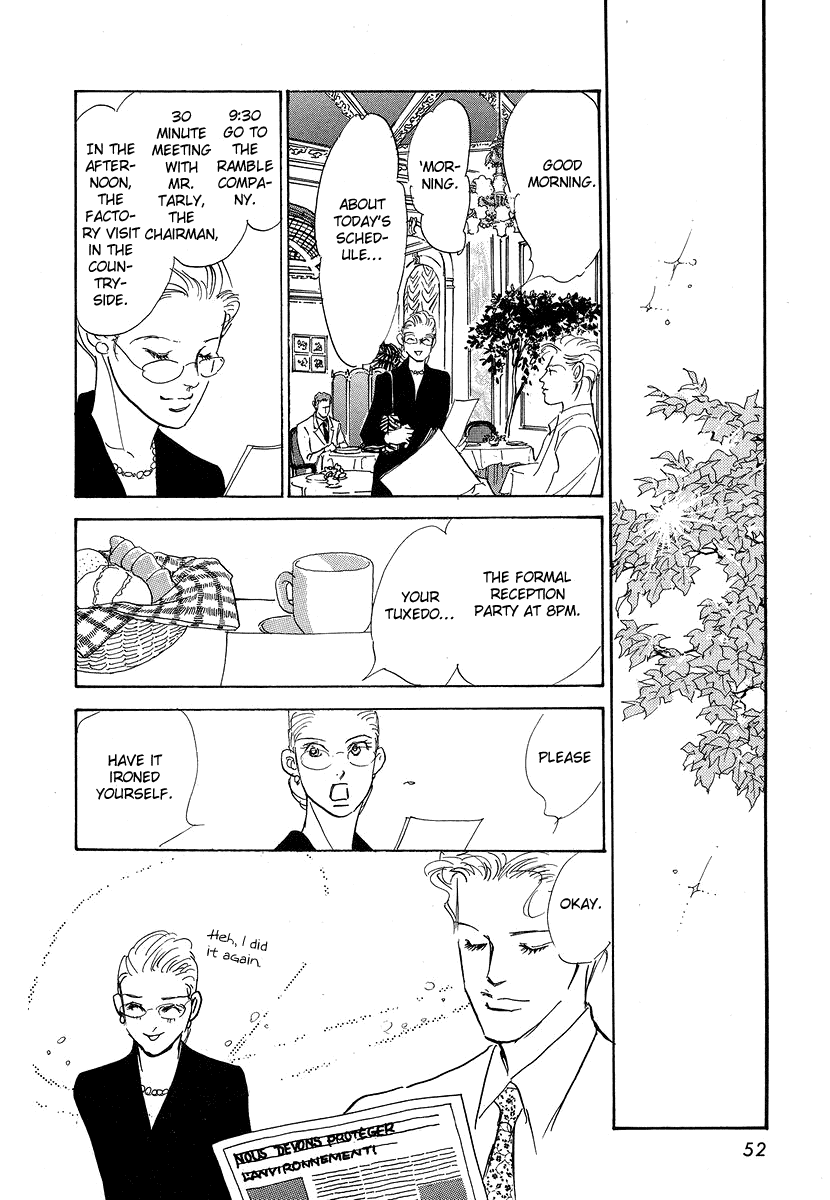 GOOD
MORNING.
'MOR-
NING.
ABOUT
TODAY'S
SCHED-
ULE...
9:30
GO TO
THE
RAMBLE
COMPA-
NY.
30
MINUTE
MEETING
WITH
MR.
TARLY,
THE
CHAIRMAN,
IN THE
AFTER-
NOON,
THE
FACTO-
RY VISIT
IN THE
COUN-
TRY-
SIDE.
THE FORMAL
RECEPTION
PARTY AT 8PM.
YOUR
TUXEDO...
PLEASE
HAVE IT
IRONED
YOURSELF.
OKAY.
Heh, I did
it again.
NOUS DEVONS PROTÉGER
L'ENVIRONNEMENT!
52